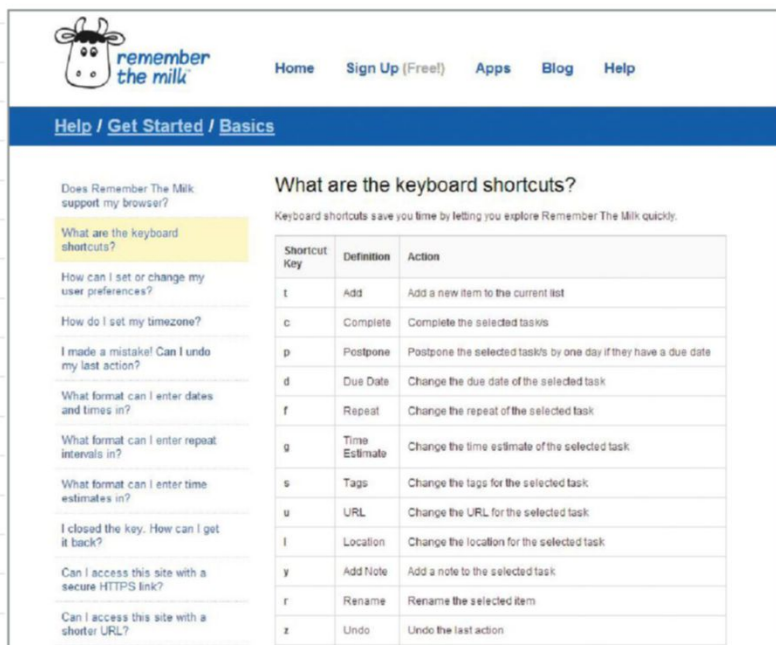 remember
the milk™
Home Sign Up (Free!) Apps Blog Help
Help / Get Started / Basics
Does Remember The Milk
support my browser?
What are the keyboard
shortcuts?
How can I set or change my
user preferences?
How do I set my timezone?
I made a mistake! Can I undo
my last action?
What format can I enter dates
and times in?
What format can I enter repeat
intervals in?
What format can I enter time
estimates in?
I closed the key. How can I get
it back?
Can I access this site with a
secure HTTPS link?
Can I access this site with a
shorter URL?
What are the keyboard shortcuts?
Keyboard shortcuts save you time by letting you explore Remember The Milk quickly.
Shortcut Key Definition Action
t Add Add a new item to the current list
c Complete Complete the selected task/s
p Postpone Postpone the selected task/s by one day if they have a due date
d Due Date Change the due date of the selected task
f Repeat Change the repeat of the selected task
g Time Estimate Change the time estimate of the selected task
s Tags Change the tags for the selected task
u URL Change the URL for the selected task
l Location Change the location for the selected task
y Add Note Add a note to the selected task
r Rename Rename the selected item
z Undo Undo the last action